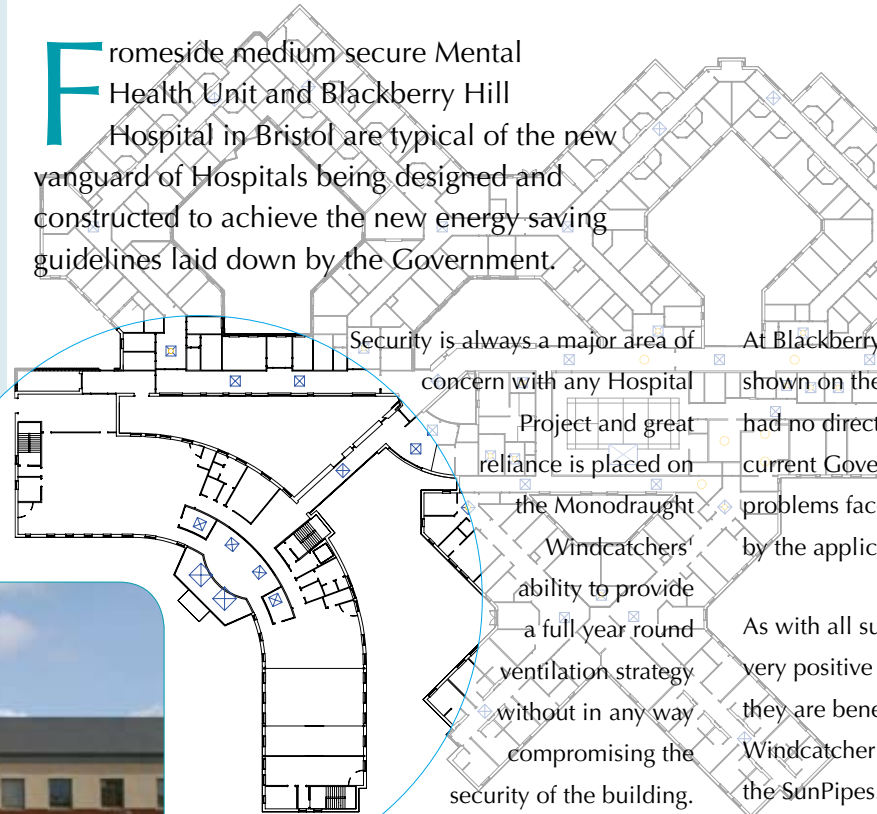 Fromeside medium secure Mental
Health Unit and Blackberry Hill
Hospital in Bristol are typical of the new
vanguard of Hospitals being designed and
constructed to achieve the new energy saving
guidelines laid down by the Government.
Security is always a major area of
concern with any Hospital
Project and great
reliance is placed on
the Monodraught
Windcatchers'
ability to provide
a full year round
ventilation strategy
without in any way
compromising the
security of the building.
At Blackberry
shown on the
had no direct
current Gove
problems fac
by the applic
As with all su
very positive
they are bene
Windcatcher
the SunPipes.